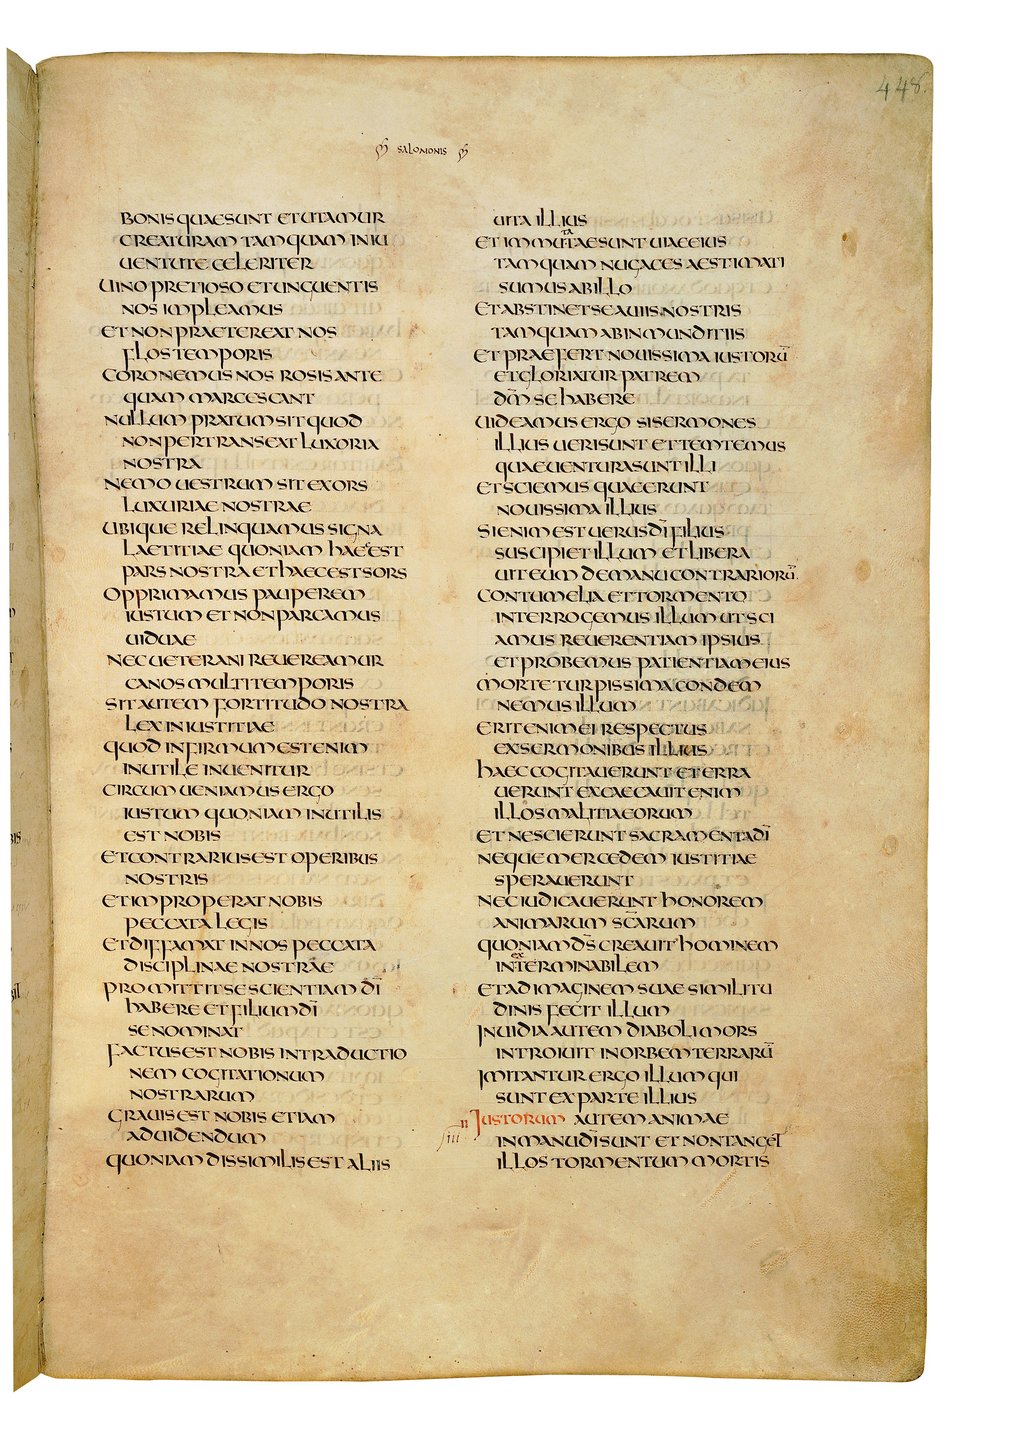 448
SALOMONIS
BONIS QUAE SUNT ET UTAMUR
CREATURAM TAMQUAM IN IU
UENTUTE CELERITER
UINO PRETIOSO ET UNGUENTIS
NOS IMPLEAMUS
ET NON PRAETEREAT NOS
FLOS TEMPORIS
CORONEMUS NOS ROSIS ANTE
QUAM MARCESCANT
NULLUM PRATUM SIT QUOD
NON PERTRANSEAT LUXORIA
NOSTRA
NEMO UESTRUM SIT EXORS
LUXURIAE NOSTRAE
UBIQUE RELINQUAMUS SIGNA
LAETITIAE QUONIAM HAEC EST
PARS NOSTRA ET HAEC EST SORS
OPPRIMAMUS PAUPEREM
IUSTUM ET NON PARCAMUS
UIDUAE
NEC UETERANI REUEREAMUR
CANOS MULTI TEMPORIS
SIT AUTEM FORTITUDO NOSTRA
LEX INIUSTITIAE
QUOD INFIRMUM EST ENIM
INUTILE INUENITUR
CIRCUMUENIAMUS ERGO
IUSTUM QUONIAM INUTILIS
EST NOBIS
ET CONTRARIUS EST OPERIBUS
NOSTRIS
ET IMPROPERAT NOBIS
PECCATA LEGIS
ET DIFFAMAT IN NOS PECCATA
DISCIPLINAE NOSTRAE
PROMITTIT SE SCIENTIAM DĪ
HABERE ET FILIUM DĪ
SE NOMINAT
FACTUS EST NOBIS IN TRADUCTIO
NEM COGITATIONUM
NOSTRARUM
GRAUIS EST NOBIS ETIAM
AD UIDENDUM
QUONIAM DISSIMILIS EST ALIIS
UITA ILLIUS
ET IMMUTATAE SUNT UIAE EIUS
TAMQUAM NUGACES AESTIMATI
SUMUS AB ILLO
ET ABSTINET SE A UIIS NOSTRIS
TAMQUAM AB INMUNDITIIS
ET PRAEFERT NOUISSIMA IUSTORŪ
ET GLORIATUR PATREM
DM̄ SE HABERE
UIDEAMUS ERGO SI SERMONES
ILLIUS UERI SUNT ET TEMTEMUS
QUAE UENTURA SUNT ILLI
ET SCIEMUS QUAE ERUNT
NOUISSIMA ILLIUS
SI ENIM EST UERUS DĪ FILIUS
SUSCIPIET ILLUM ET LIBERA
UIT EUM DE MANU CONTRARIORŪ
CONTUMELIA ET TORMENTO
INTERROGEMUS ILLUM UT SCI
AMUS REUERENTIAM IPSIUS
ET PROBEMUS PATIENTIAM EIUS
MORTE TURPISSIMA CONDEM
NEMUS ILLUM
ERIT ENIM EI RESPECTUS
EX SERMONIBUS ILLIUS
HAEC COGITAUERUNT ET ERRA
UERUNT EXCAECAUIT ENIM
ILLOS MALITIA EORUM
ET NESCIERUNT SACRAMENTA DĪ
NEQUE MERCEDEM IUSTITIAE
SPERAUERUNT
NEC IUDICAUERUNT HONOREM
ANIMARUM SC̄ARUM
QUONIAM DS̄ CREAUIT HOMINEM
INEXTERMINABILEM
ET AD IMAGINEM SUAE SIMILITU
DINIS FECIT ILLUM
INUIDIA AUTEM DIABOLI MORS
INTROIUIT IN ORBEM TERRARŪ
IMITANTUR ERGO ILLUM QUI
SUNT EX PARTE ILLIUS
II IUSTORUM AUTEM ANIMAE
IN MANU DĪ SUNT ET NON TANGET
ILLOS TORMENTUM MORTIS